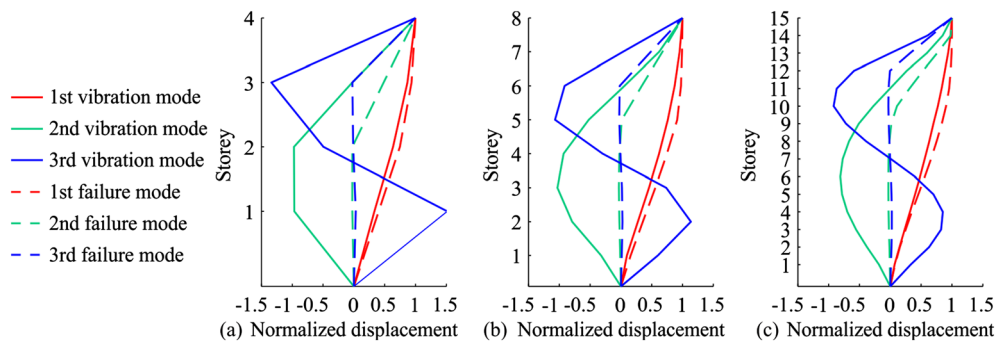 1st vibration mode
2nd vibration mode
3rd vibration mode
1st failure mode
2nd failure mode
3rd failure mode
Storey
4
3
2
1
-1.5 -1 -0.5 0 0.5 1 1.5
(a) Normalized displacement
Storey
8
7
6
5
4
3
2
1
-1.5 -1 -0.5 0 0.5 1 1.5
(b) Normalized displacement
Storey
15
14
13
12
11
10
9
8
7
6
5
4
3
2
1
-1.5 -1 -0.5 0 0.5 1 1.5
(c) Normalized displacement